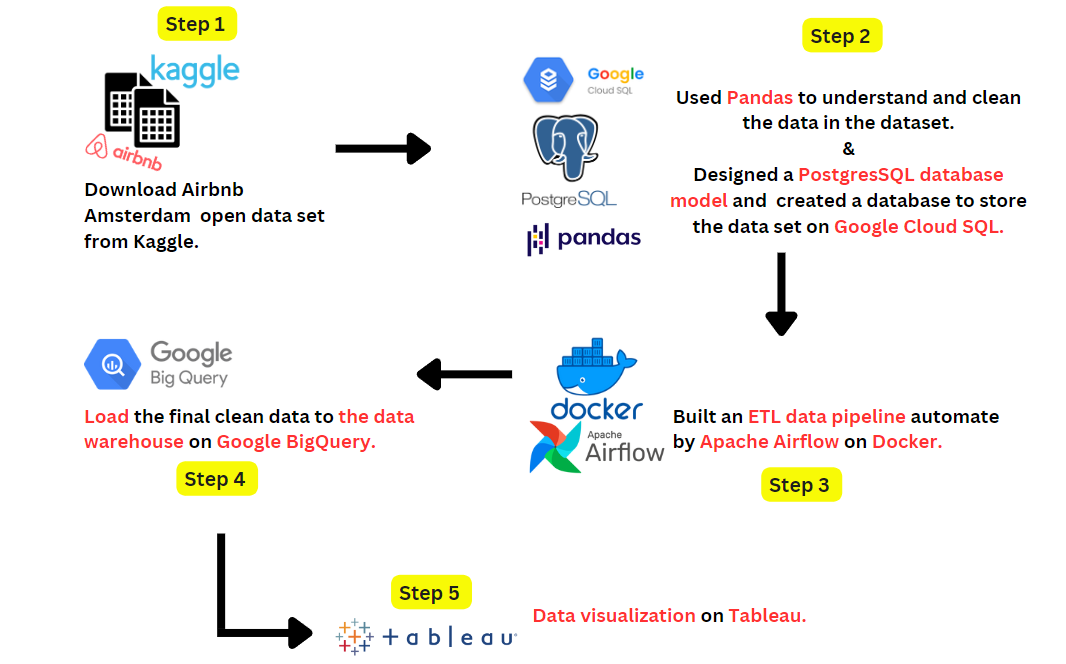 Step 1
kaggle
airbnb
Download Airbnb
Amsterdam open data set
from Kaggle.
Step 2
Google
Cloud SQL
PostgreSQL
pandas
Used Pandas to understand and clean
the data in the dataset.
&
Designed a PostgresSQL database
model and created a database to store
the data set on Google Cloud SQL.
docker
Apache
Airflow
Built an ETL data pipeline automate
by Apache Airflow on Docker.
Step 3
Google
Big Query
Load the final clean data to the data
warehouse on Google BigQuery.
Step 4
Step 5
+ableau
Data visualization on Tableau.